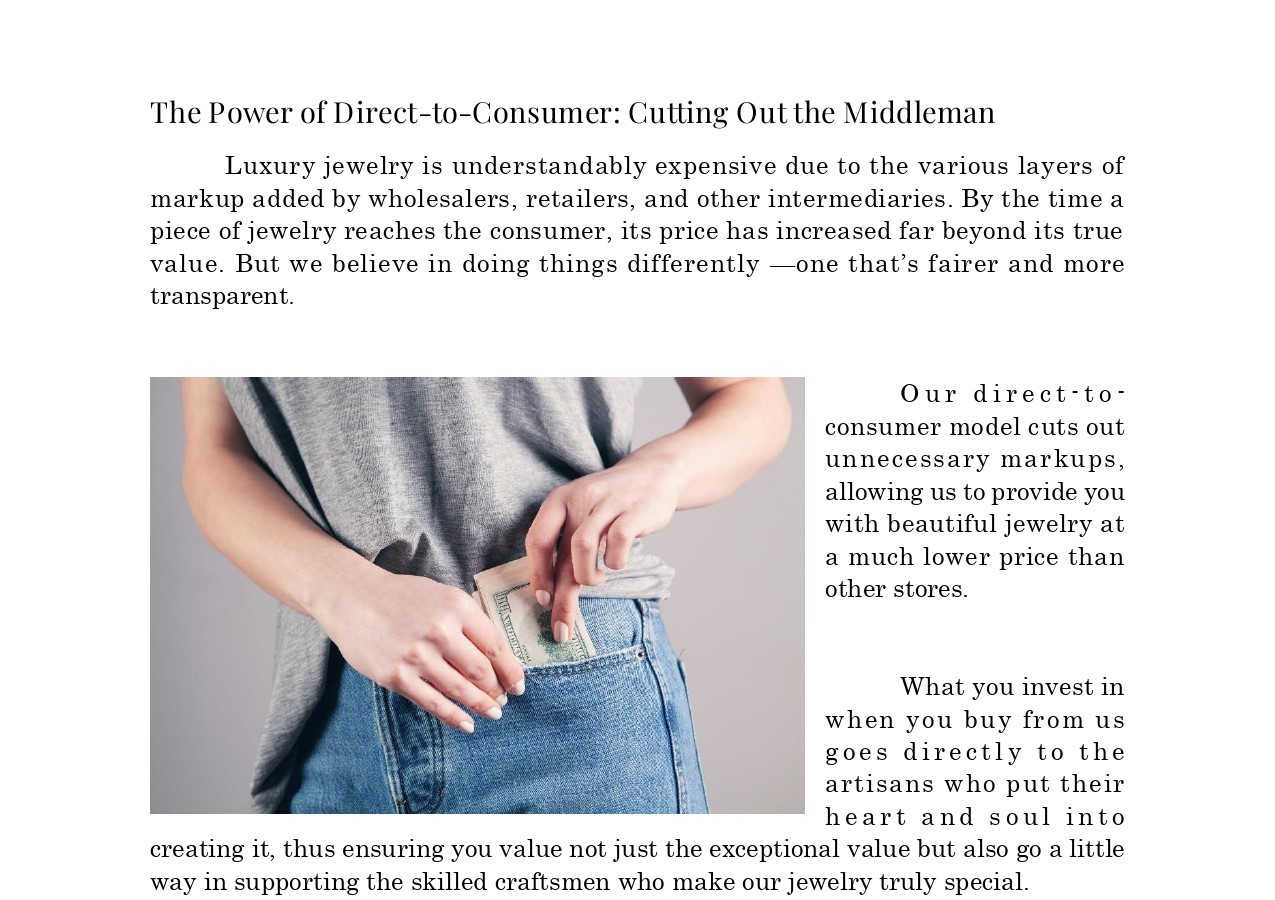 The Power of Direct-to-Consumer: Cutting Out the Middleman
Luxury jewelry is understandably expensive due to the various layers of
markup added by wholesalers, retailers, and other intermediaries. By the time a
piece of jewelry reaches the consumer, its price has increased far beyond its true
value. But we believe in doing things differently —one that’s fairer and more
transparent.
Our direct-to-
consumer model cuts out
unnecessary markups,
allowing us to provide you
with beautiful jewelry at
a much lower price than
other stores.
What you invest in
when you buy from us
goes directly to the
artisans who put their
heart and soul into
creating it, thus ensuring you value not just the exceptional value but also go a little
way in supporting the skilled craftsmen who make our jewelry truly special.